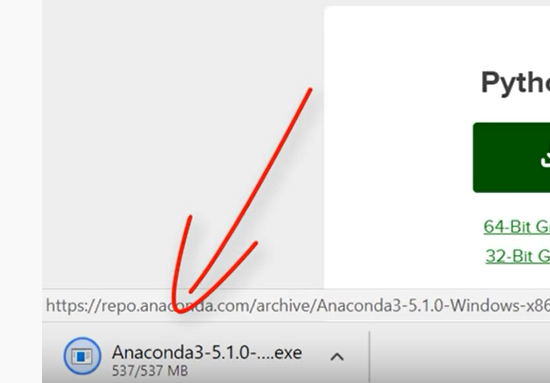 Pytho
64-Bit G
32-Bit G
https://repo.anaconda.com/archive/Anaconda3-5.1.0-Windows-x86
Anaconda3-5.1.0-....exe
537/537 MB